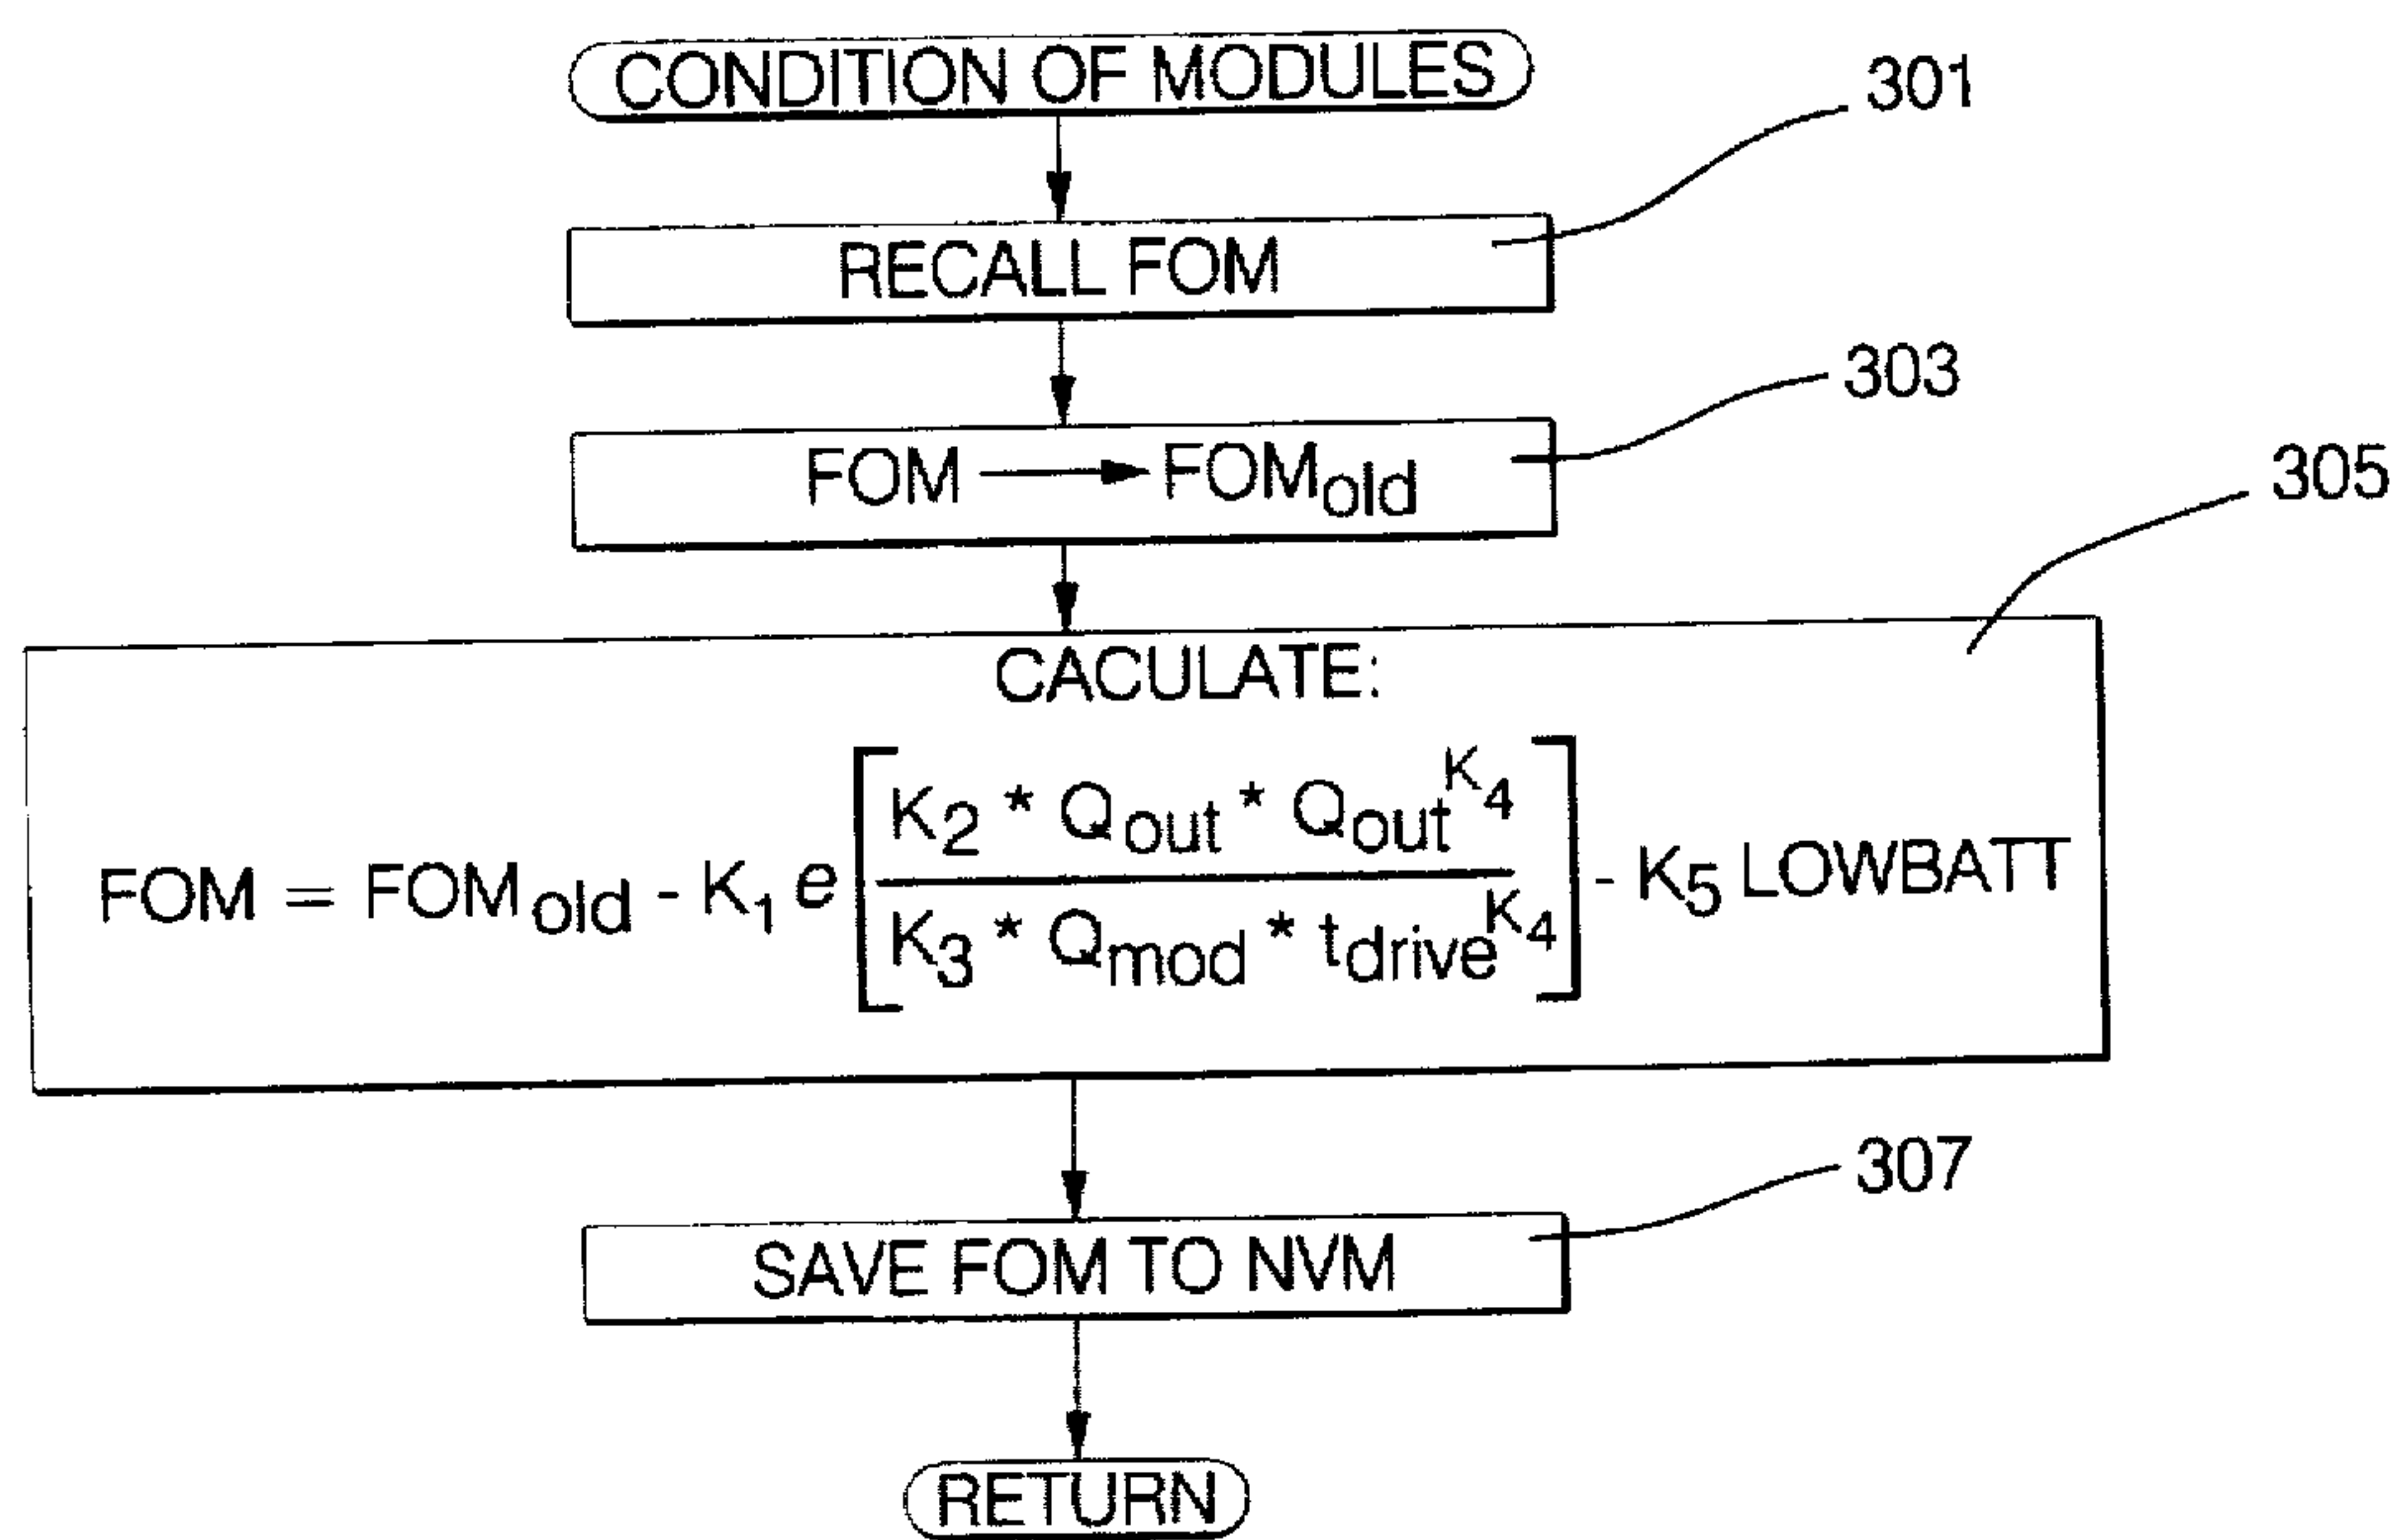 CONDITION OF MODULES
301
RECALL FOM
303
FOM → FOMold
305
CACULATE:
FOM = FOMold - K1 e [ K2 * Qout * Qout^K4 / K3 * Qmod * tdrive^K4 ] - K5 LOWBATT
307
SAVE FOM TO NVM
RETURN